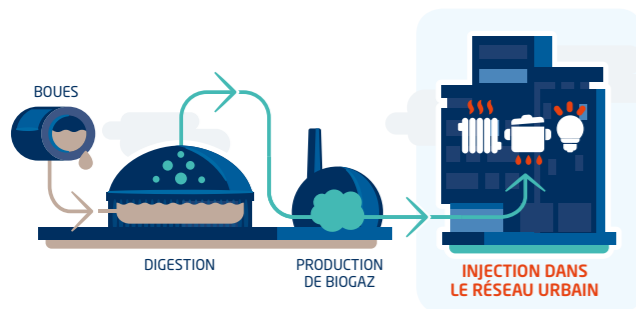 BOUES
DIGESTION
PRODUCTION
DE BIOGAZ
INJECTION DANS
LE RÉSEAU URBAIN